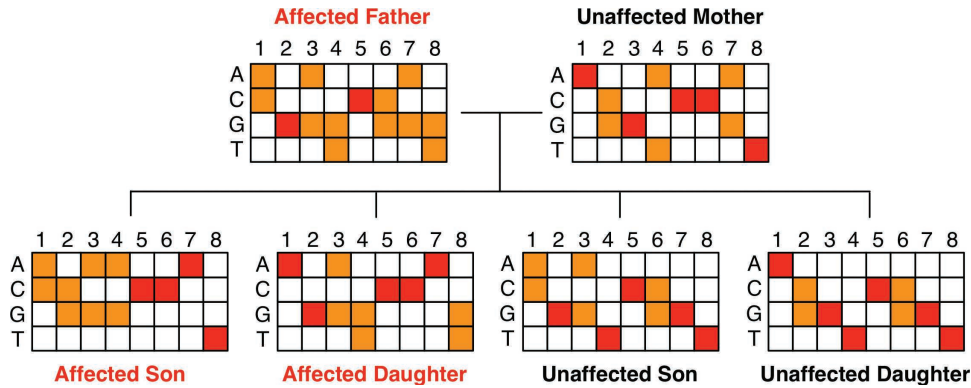 Affected Father Unaffected Mother
1 2 3 4 5 6 7 8 1 2 3 4 5 6 7 8
A A
C C
G G
T T
1 2 3 4 5 6 7 8 1 2 3 4 5 6 7 8 1 2 3 4 5 6 7 8 1 2 3 4 5 6 7 8
A A A A
C C C C
G G G G
T T T T
Affected Son Affected Daughter Unaffected Son Unaffected Daughter